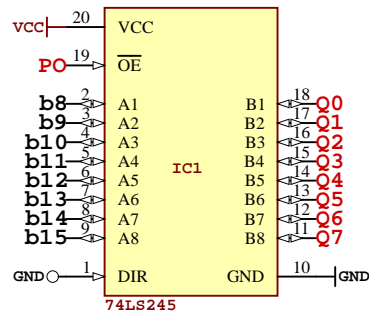 VCC 20 VCC
PO 19 OE
b8 2 A1 B1 18 Q0
b9 3 A2 B2 17 Q1
b10 4 A3 B3 16 Q2
b11 5 A4 B4 15 Q3
IC1
b12 6 A5 B5 14 Q4
b13 7 A6 B6 13 Q5
b14 8 A7 B7 12 Q6
b15 9 A8 B8 11 Q7
GND 1 DIR GND 10 GND
74LS245